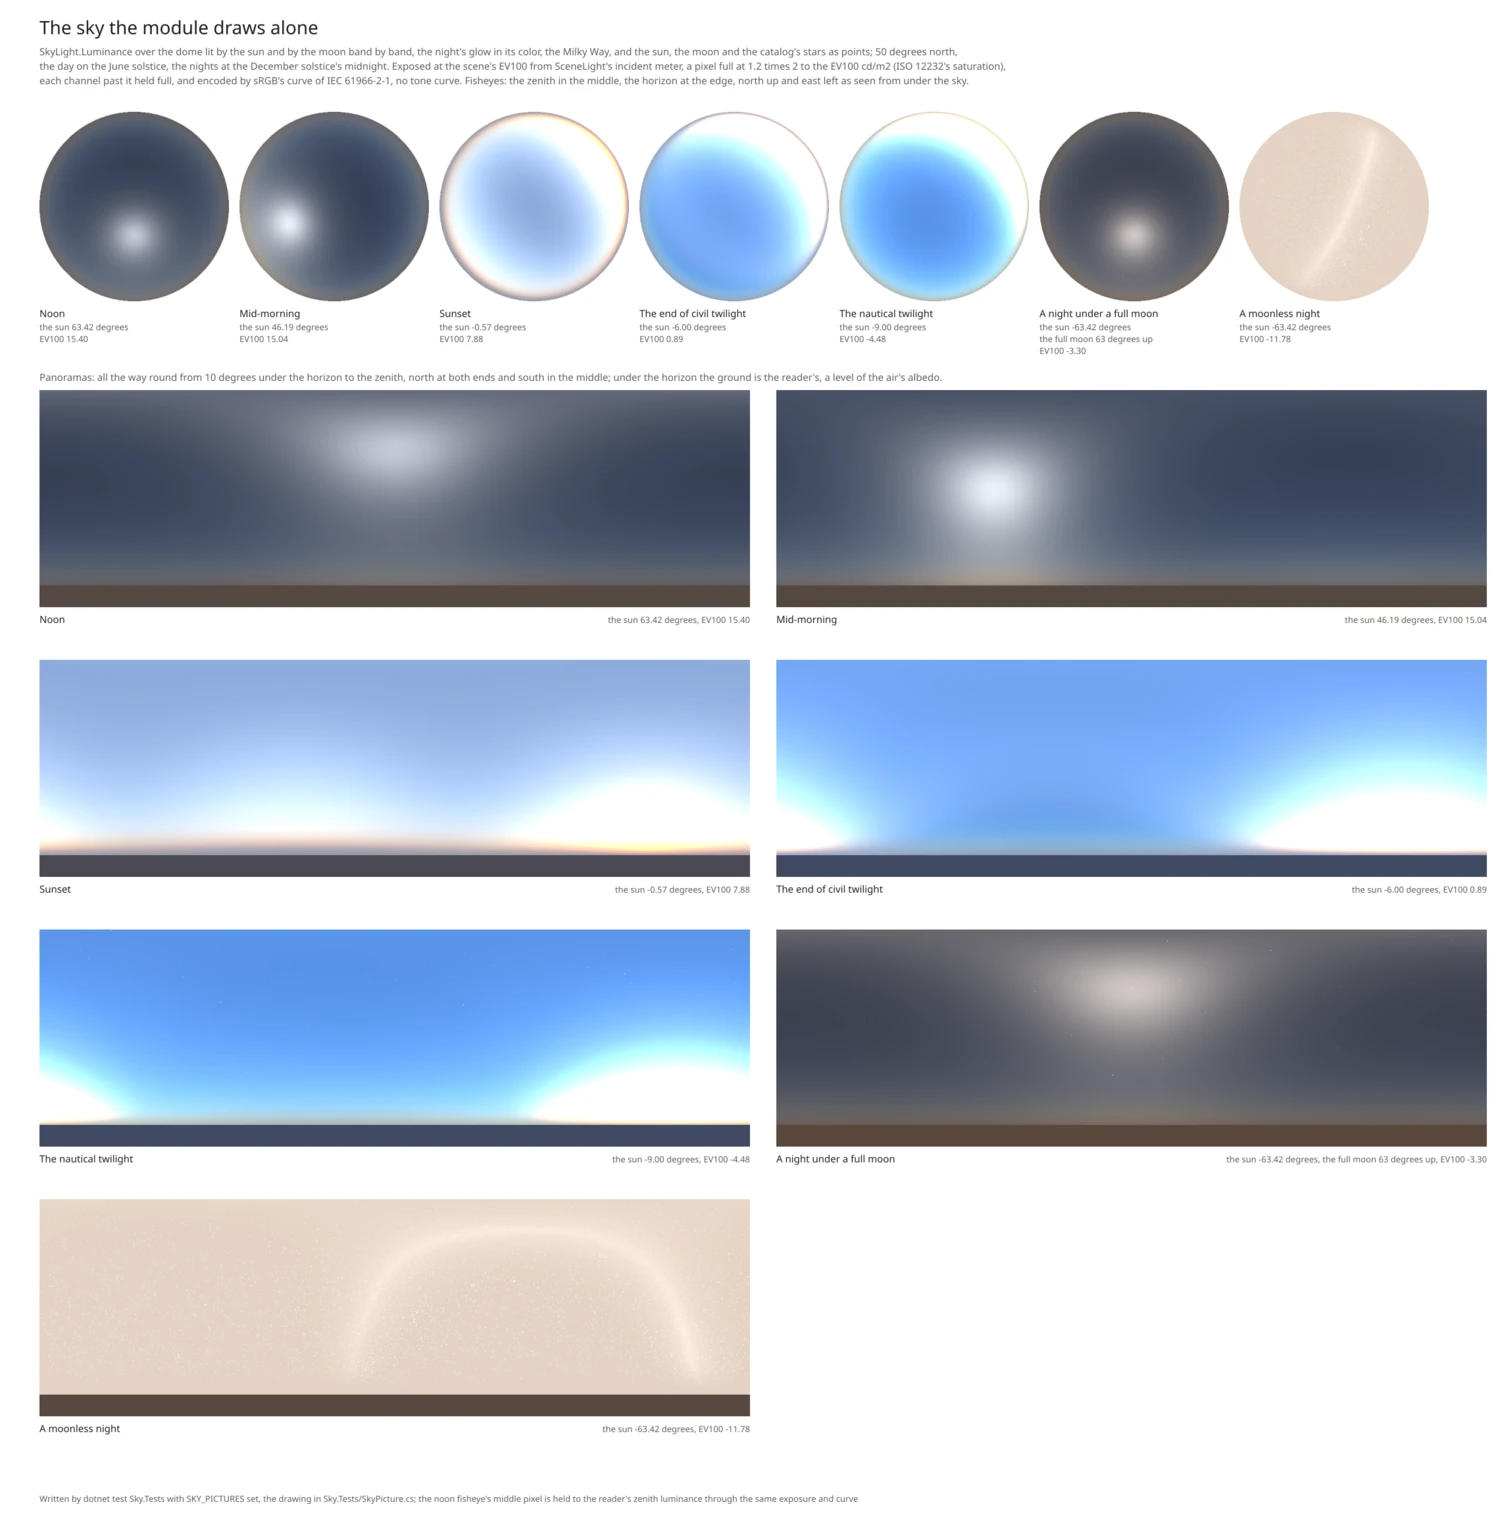 The sky the module draws alone
SkyLight.Luminance over the dome lit by the sun and by the moon band by band, the night's glow in its color, the Milky Way, and the sun, the moon and the catalog's stars as points; 50 degrees north,
the day on the June solstice, the nights at the December solstice's midnight. Exposed at the scene's EV100 from SceneLight's incident meter, a pixel full at 1.2 times 2 to the EV100 cd/m2 (ISO 12232's saturation),
each channel past it held full, and encoded by sRGB's curve of IEC 61966-2-1, no tone curve. Fisheyes: the zenith in the middle, the horizon at the edge, north up and east left as seen from under the sky.
Noon
the sun 63.42 degrees
EV100 15.40
Mid-morning
the sun 46.19 degrees
EV100 15.04
Sunset
the sun -0.57 degrees
EV100 7.88
The end of civil twilight
the sun -6.00 degrees
EV100 0.89
The nautical twilight
the sun -9.00 degrees
EV100 -4.48
A night under a full moon
the sun -63.42 degrees
the full moon 63 degrees up
EV100 -3.30
A moonless night
the sun -63.42 degrees
EV100 -11.78
Panoramas: all the way round from 10 degrees under the horizon to the zenith, north at both ends and south in the middle; under the horizon the ground is the reader's, a level of the air's albedo.
Noon
the sun 63.42 degrees, EV100 15.40
Mid-morning
the sun 46.19 degrees, EV100 15.04
Sunset
the sun -0.57 degrees, EV100 7.88
The end of civil twilight
the sun -6.00 degrees, EV100 0.89
The nautical twilight
the sun -9.00 degrees, EV100 -4.48
A night under a full moon
the sun -63.42 degrees, the full moon 63 degrees up, EV100 -3.30
A moonless night
the sun -63.42 degrees, EV100 -11.78
Written by dotnet test Sky.Tests with SKY_PICTURES set, the drawing in Sky.Tests/SkyPicture.cs; the noon fisheye's middle pixel is held to the reader's zenith luminance through the same exposure and curve